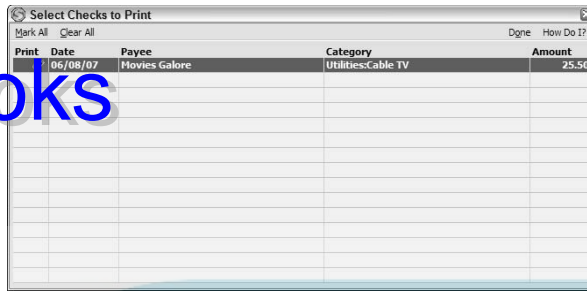 Select Checks to Print
Mark All Clear All Done How Do I?
Print Date Payee Category Amount
06/08/07 Movies Galore Utilities:Cable TV 25.50
oks